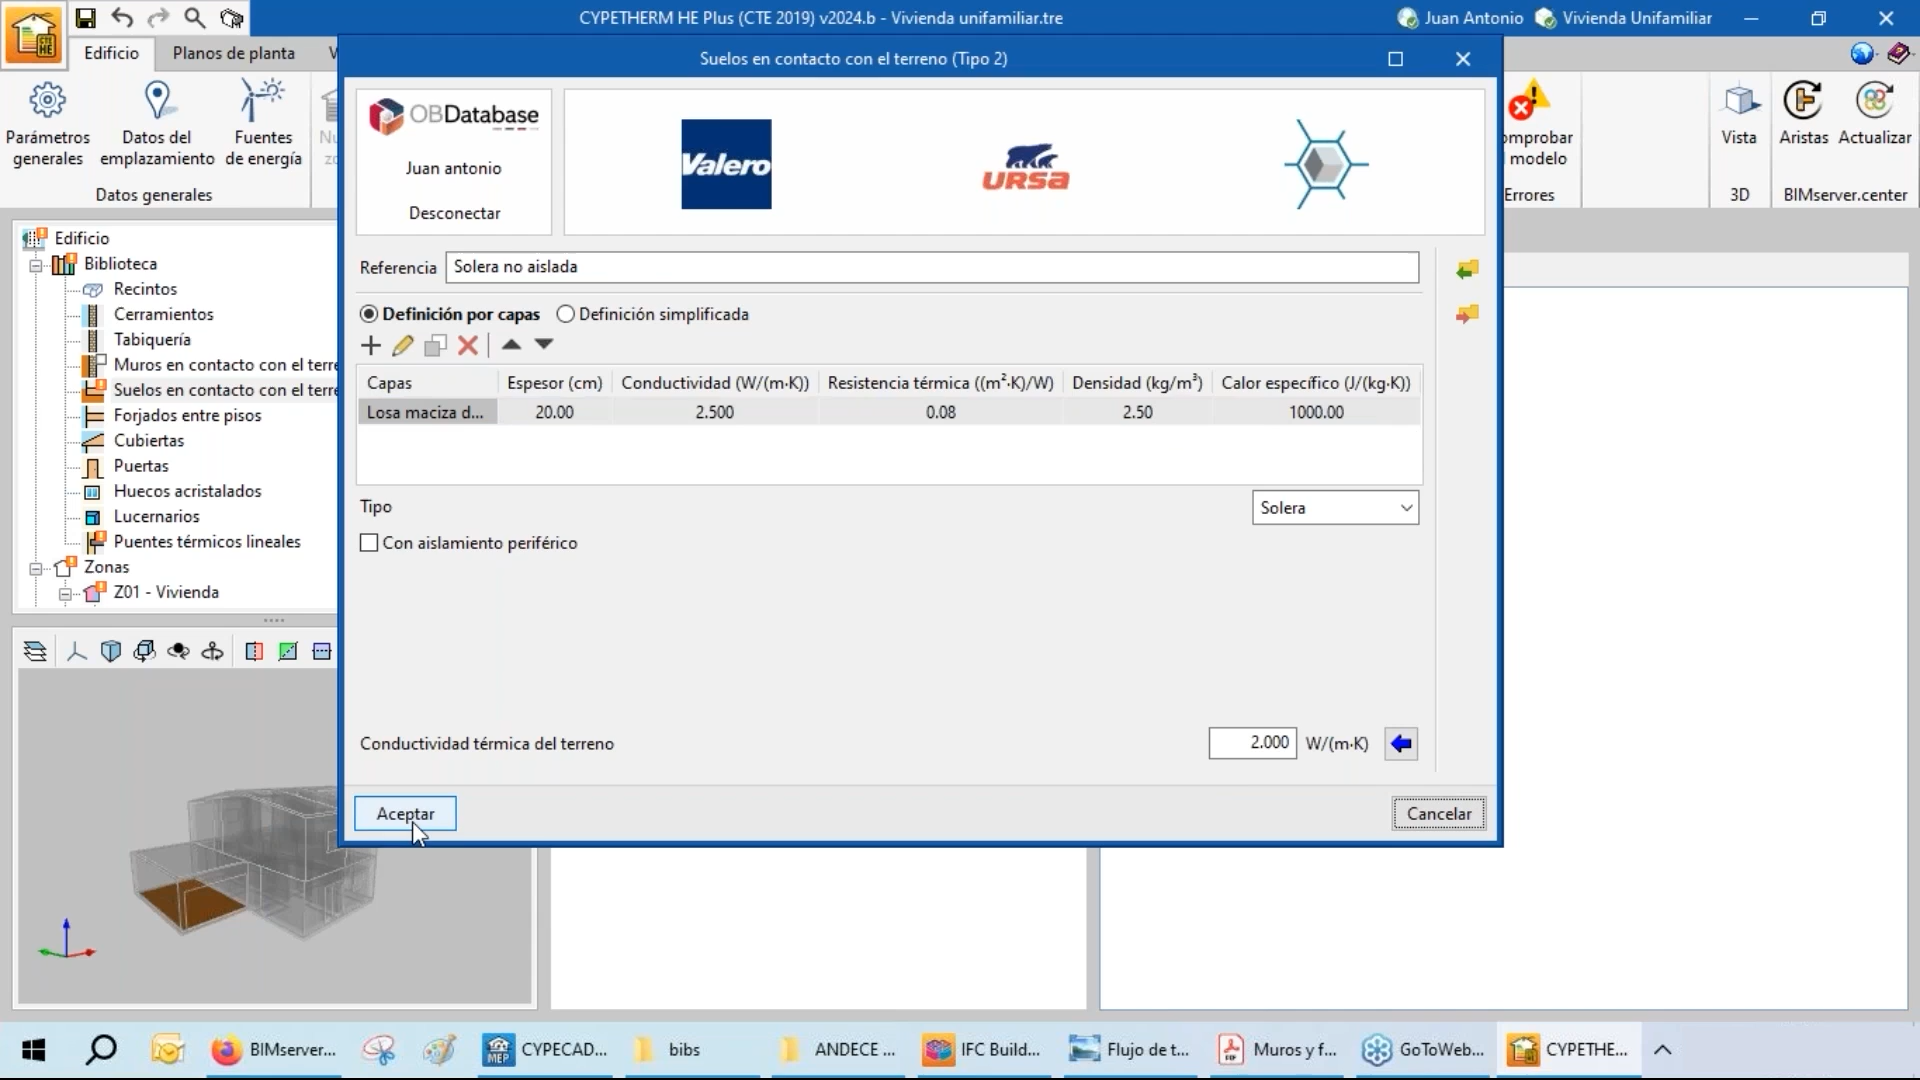 CYPETHERM HE Plus (CTE 2019) v2024.b - Vivienda unifamiliar.tre
Juan Antonio
Vivienda Unifamiliar
CTE
HE
Edificio
Planos de planta
Parámetros
generales
Datos del
emplazamiento
Fuentes
de energía
Datos generales
modelo
Errores
Vista
3D
Aristas
Actualizar
BIMserver.center
Edificio
Biblioteca
Recintos
Cerramientos
Tabiquería
Muros en contacto con el terre
Suelos en contacto con el terre
Forjados entre pisos
Cubiertas
Puertas
Huecos acristalados
Lucernarios
Puentes térmicos lineales
Zonas
Z01 - Vivienda
Suelos en contacto con el terreno (Tipo 2)
OBDatabase
Juan antonio
Desconectar
Valero
URSA
Referencia
Solera no aislada
Definición por capas
Definición simplificada
Capas
Espesor (cm)
Conductividad (W/(m·K))
Resistencia térmica ((m²·K)/W)
Densidad (kg/m³)
Calor específico (J/(kg·K))
Losa maciza d...
20.00
2.500
0.08
2.50
1000.00
Tipo
Solera
Con aislamiento periférico
Conductividad térmica del terreno
2.000
W/(m·K)
Aceptar
Cancelar
BIMserver...
MEP
CYPECAD...
bibs
ANDECE ...
IFC Build...
Flujo de t...
Muros y f...
GoToWeb...
CYPETHE...